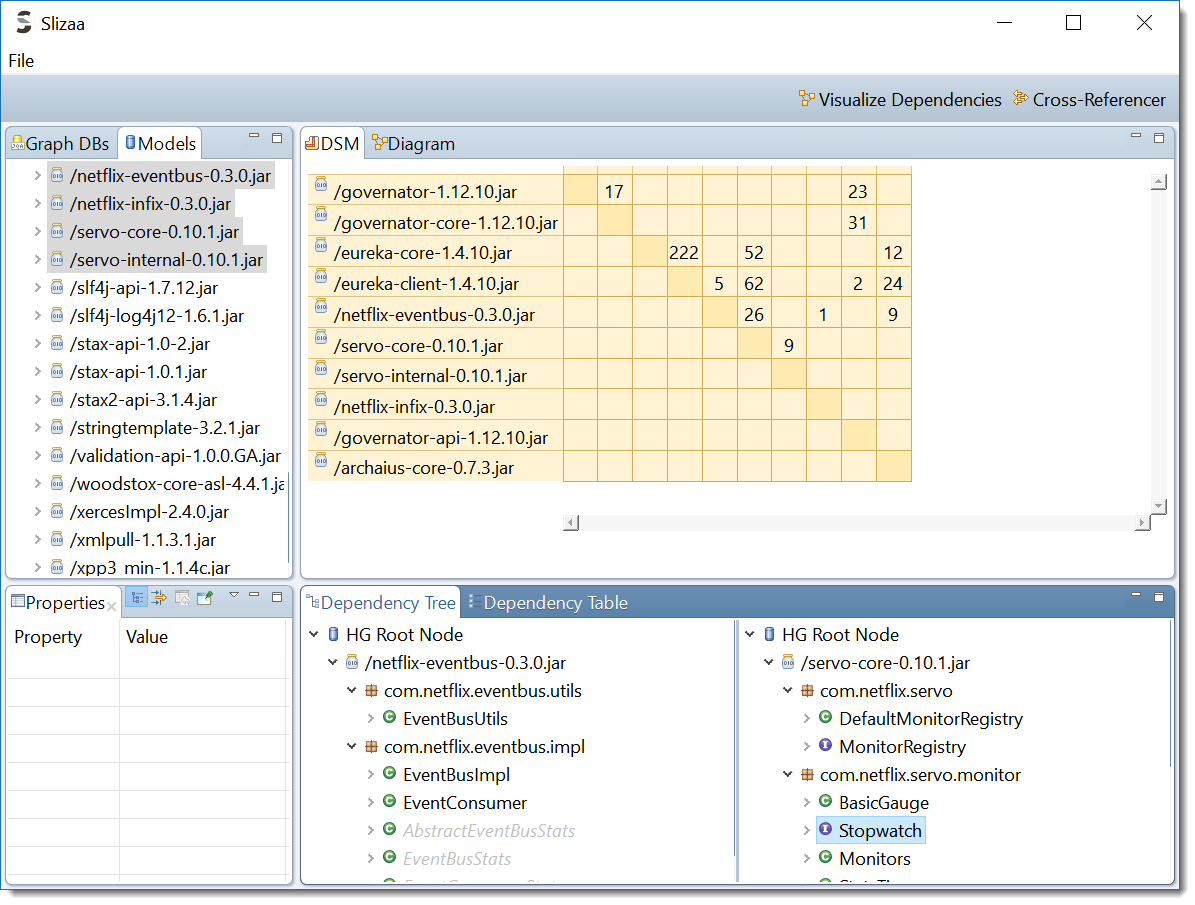 Slizaa
File
Visualize Dependencies Cross-Referencer
Graph DBs Models
/netflix-eventbus-0.3.0.jar
/netflix-infix-0.3.0.jar
/servo-core-0.10.1.jar
/servo-internal-0.10.1.jar
/slf4j-api-1.7.12.jar
/slf4j-log4j12-1.6.1.jar
/stax-api-1.0-2.jar
/stax-api-1.0.1.jar
/stax2-api-3.1.4.jar
/stringtemplate-3.2.1.jar
/validation-api-1.0.0.GA.jar
/woodstox-core-asl-4.4.1.ja
/xercesImpl-2.4.0.jar
/xmlpull-1.1.3.1.jar
/xpp3_min-1.1.4c.jar
DSM Diagram
/governator-1.12.10.jar 17 23
/governator-core-1.12.10.jar 31
/eureka-core-1.4.10.jar 222 52 12
/eureka-client-1.4.10.jar 5 62 2 24
/netflix-eventbus-0.3.0.jar 26 1 9
/servo-core-0.10.1.jar 9
/servo-internal-0.10.1.jar
/netflix-infix-0.3.0.jar
/governator-api-1.12.10.jar
/archaius-core-0.7.3.jar
Properties
Property Value
Dependency Tree Dependency Table
HG Root Node
/netflix-eventbus-0.3.0.jar
com.netflix.eventbus.utils
EventBusUtils
com.netflix.eventbus.impl
EventBusImpl
EventConsumer
AbstractEventBusStats
EventBusStats
HG Root Node
/servo-core-0.10.1.jar
com.netflix.servo
DefaultMonitorRegistry
MonitorRegistry
com.netflix.servo.monitor
BasicGauge
Stopwatch
Monitors